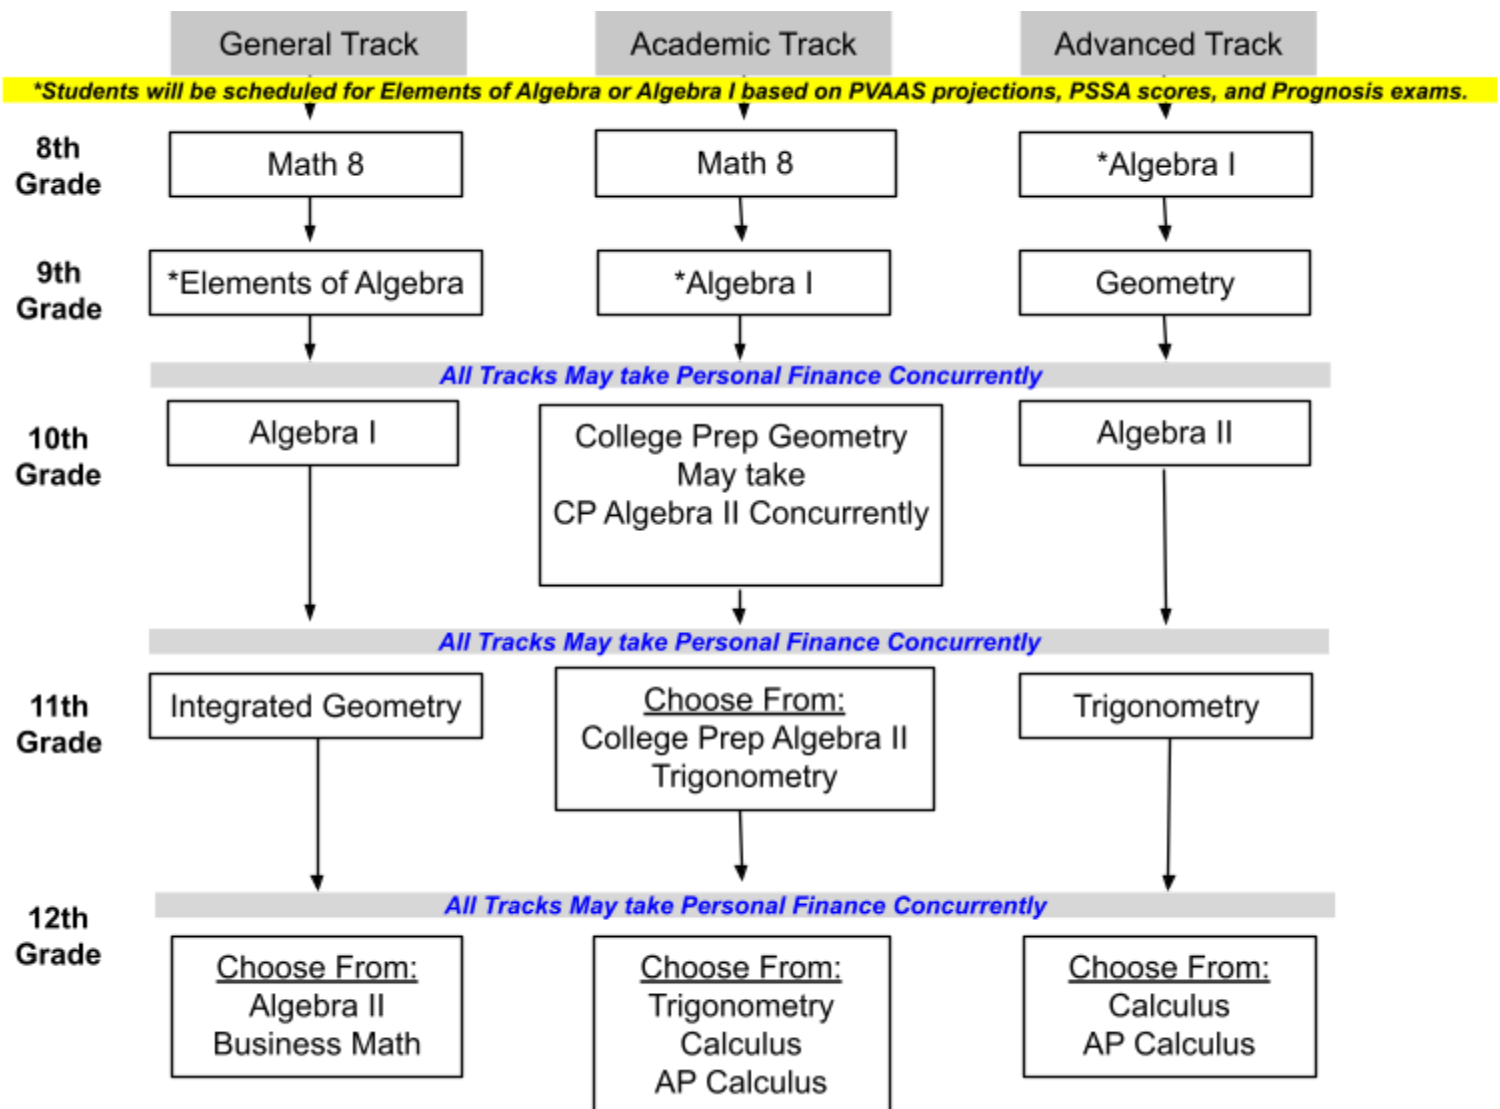 General Track
Academic Track
Advanced Track
*Students will be scheduled for Elements of Algebra or Algebra I based on PVAAS projections, PSSA scores, and Prognosis exams.
8th
Grade
Math 8
Math 8
*Algebra I
9th
Grade
*Elements of Algebra
*Algebra I
Geometry
All Tracks May take Personal Finance Concurrently
10th
Grade
Algebra I
College Prep Geometry
May take
CP Algebra II Concurrently
Algebra II
All Tracks May take Personal Finance Concurrently
11th
Grade
Integrated Geometry
Choose From:
College Prep Algebra II
Trigonometry
Trigonometry
All Tracks May take Personal Finance Concurrently
12th
Grade
Choose From:
Algebra II
Business Math
Choose From:
Trigonometry
Calculus
AP Calculus
Choose From:
Calculus
AP Calculus